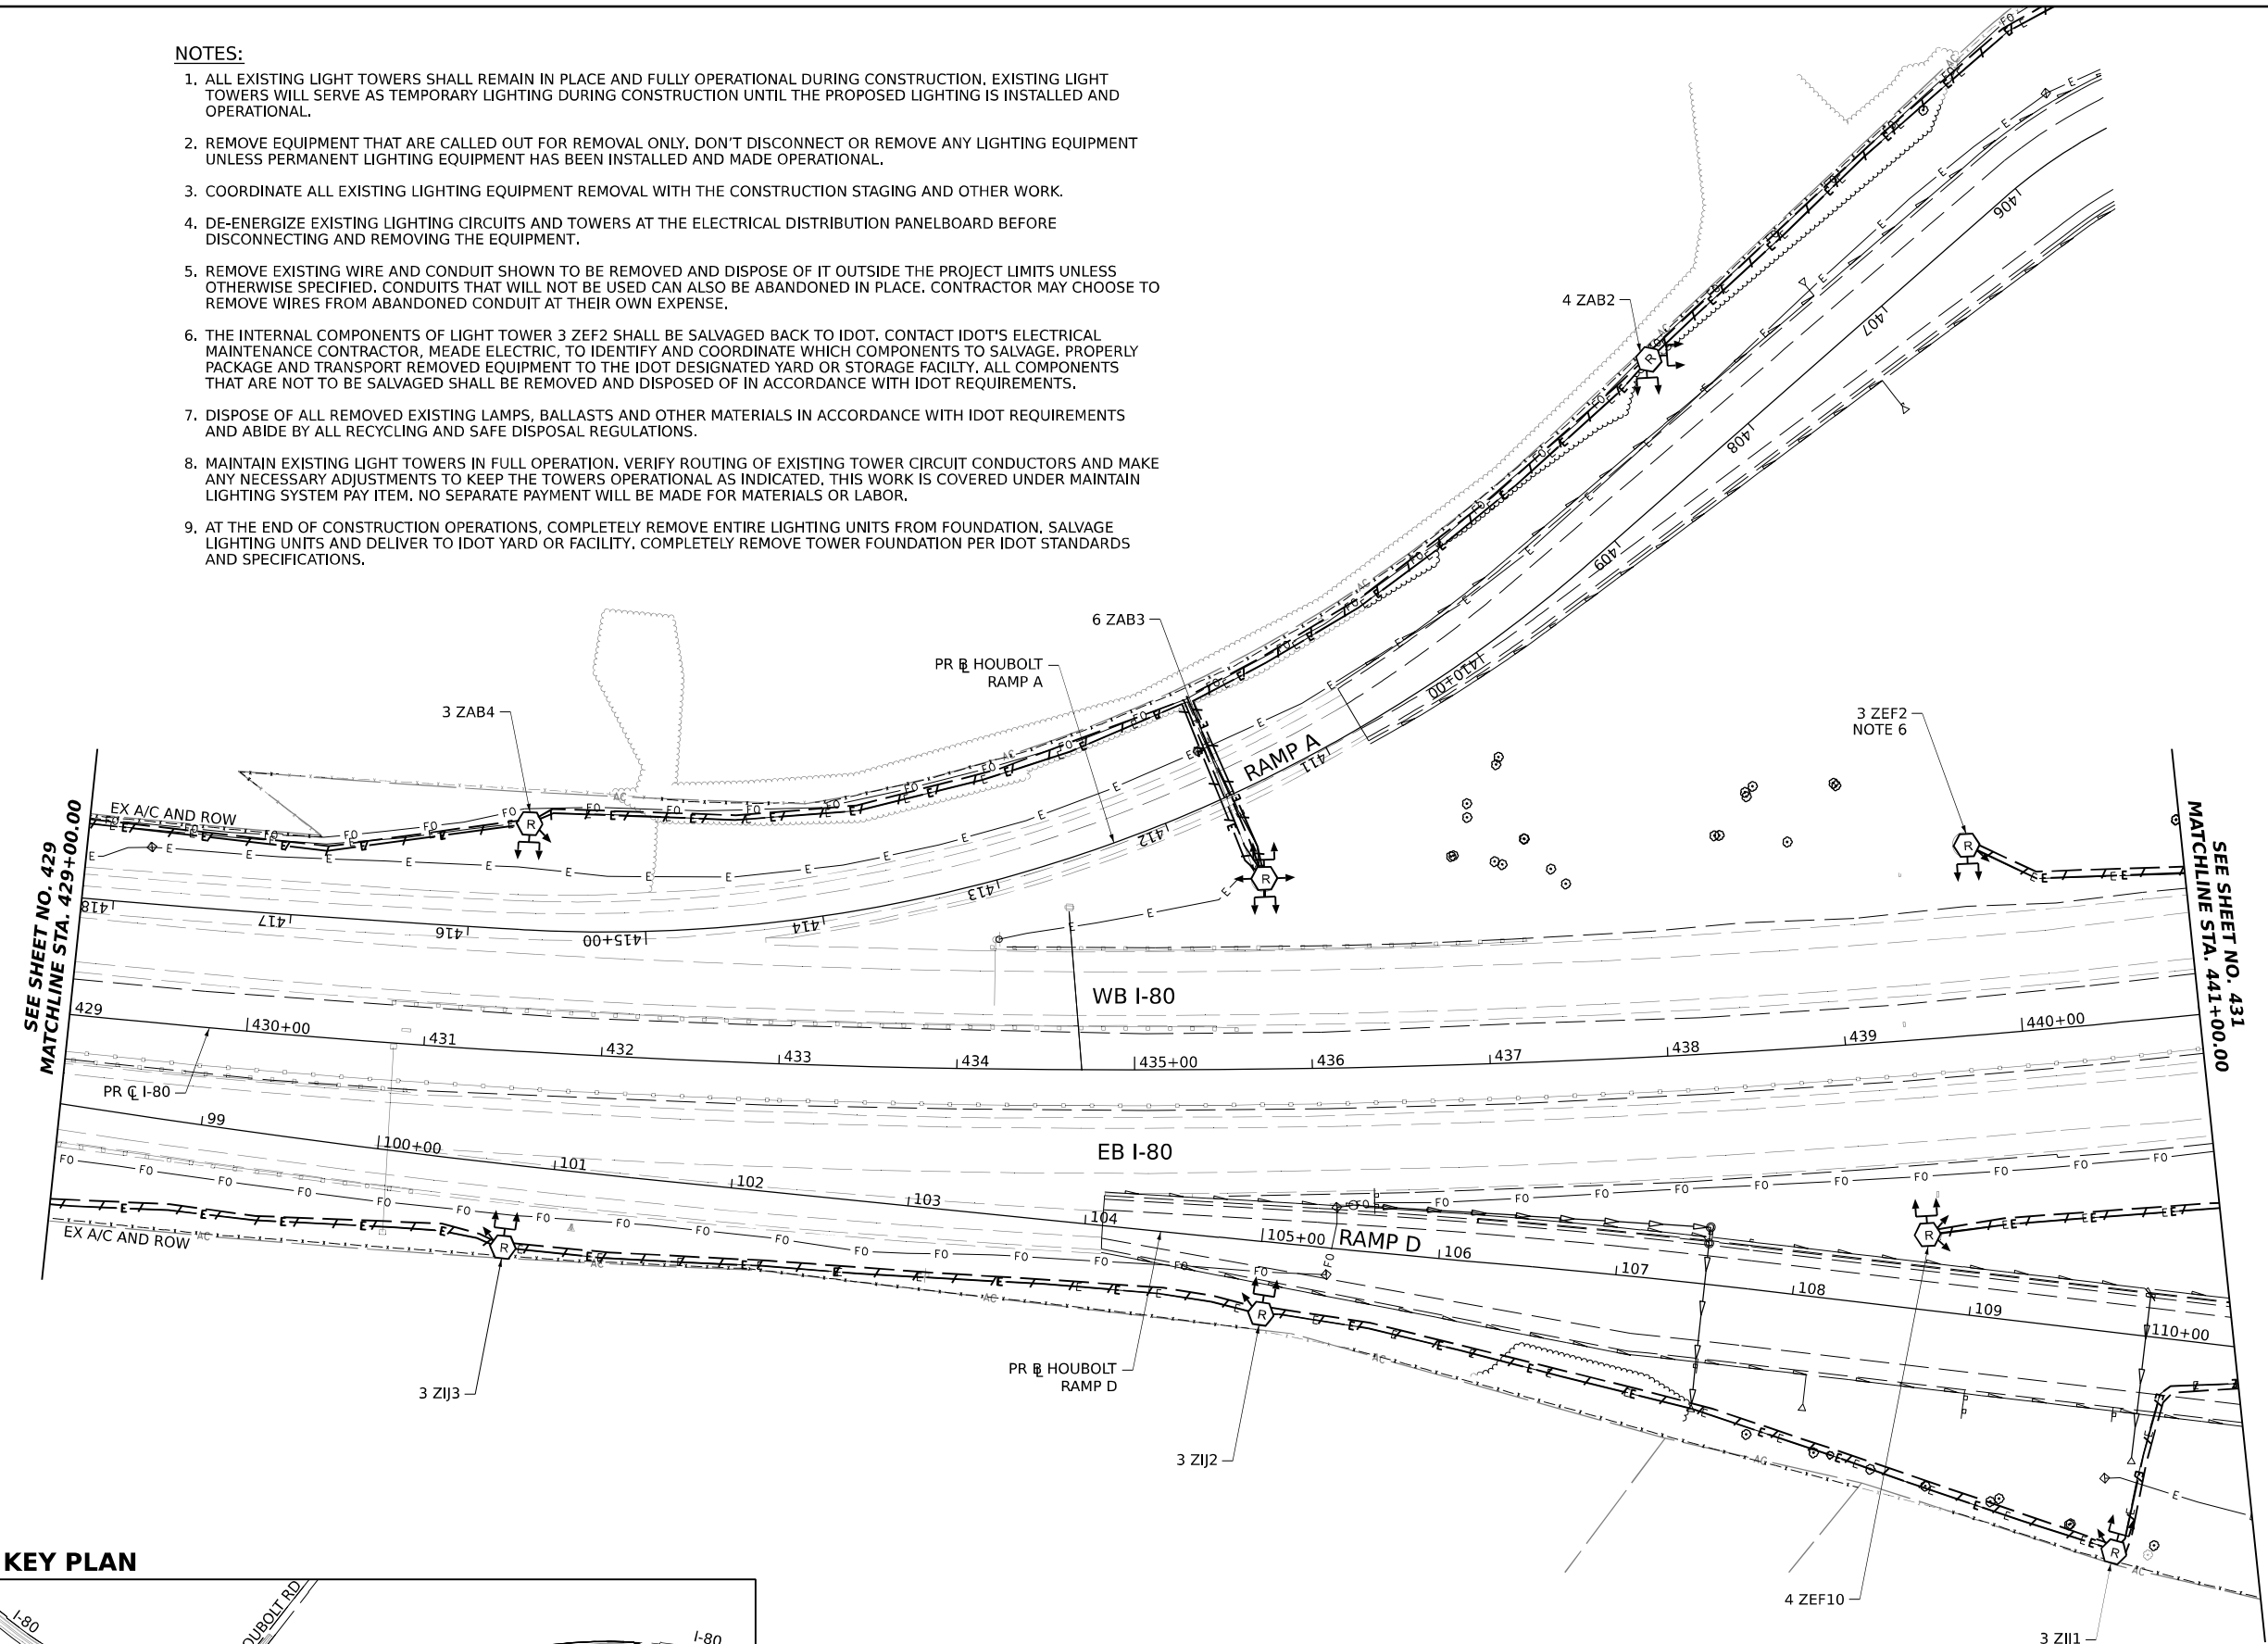 NOTES:
1. ALL EXISTING LIGHT TOWERS SHALL REMAIN IN PLACE AND FULLY OPERATIONAL DURING CONSTRUCTION. EXISTING LIGHT
TOWERS WILL SERVE AS TEMPORARY LIGHTING DURING CONSTRUCTION UNTIL THE PROPOSED LIGHTING IS INSTALLED AND
OPERATIONAL.
2. REMOVE EQUIPMENT THAT ARE CALLED OUT FOR REMOVAL ONLY. DON'T DISCONNECT OR REMOVE ANY LIGHTING EQUIPMENT
UNLESS PERMANENT LIGHTING EQUIPMENT HAS BEEN INSTALLED AND MADE OPERATIONAL.
3. COORDINATE ALL EXISTING LIGHTING EQUIPMENT REMOVAL WITH THE CONSTRUCTION STAGING AND OTHER WORK.
4. DE-ENERGIZE EXISTING LIGHTING CIRCUITS AND TOWERS AT THE ELECTRICAL DISTRIBUTION PANELBOARD BEFORE
DISCONNECTING AND REMOVING THE EQUIPMENT.
5. REMOVE EXISTING WIRE AND CONDUIT SHOWN TO BE REMOVED AND DISPOSE OF IT OUTSIDE THE PROJECT LIMITS UNLESS
OTHERWISE SPECIFIED. CONDUITS THAT WILL NOT BE USED CAN ALSO BE ABANDONED IN PLACE. CONTRACTOR MAY CHOOSE TO
REMOVE WIRES FROM ABANDONED CONDUIT AT THEIR OWN EXPENSE.
6. THE INTERNAL COMPONENTS OF LIGHT TOWER 3 ZEF2 SHALL BE SALVAGED BACK TO IDOT. CONTACT IDOT'S ELECTRICAL
MAINTENANCE CONTRACTOR, MEADE ELECTRIC, TO IDENTIFY AND COORDINATE WHICH COMPONENTS TO SALVAGE. PROPERLY
PACKAGE AND TRANSPORT REMOVED EQUIPMENT TO THE IDOT DESIGNATED YARD OR STORAGE FACILTY. ALL COMPONENTS
THAT ARE NOT TO BE SALVAGED SHALL BE REMOVED AND DISPOSED OF IN ACCORDANCE WITH IDOT REQUIREMENTS.
7. DISPOSE OF ALL REMOVED EXISTING LAMPS, BALLASTS AND OTHER MATERIALS IN ACCORDANCE WITH IDOT REQUIREMENTS
AND ABIDE BY ALL RECYCLING AND SAFE DISPOSAL REGULATIONS.
8. MAINTAIN EXISTING LIGHT TOWERS IN FULL OPERATION. VERIFY ROUTING OF EXISTING TOWER CIRCUIT CONDUCTORS AND MAKE
ANY NECESSARY ADJUSTMENTS TO KEEP THE TOWERS OPERATIONAL AS INDICATED. THIS WORK IS COVERED UNDER MAINTAIN
LIGHTING SYSTEM PAY ITEM. NO SEPARATE PAYMENT WILL BE MADE FOR MATERIALS OR LABOR.
9. AT THE END OF CONSTRUCTION OPERATIONS, COMPLETELY REMOVE ENTIRE LIGHTING UNITS FROM FOUNDATION. SALVAGE
LIGHTING UNITS AND DELIVER TO IDOT YARD OR FACILITY. COMPLETELY REMOVE TOWER FOUNDATION PER IDOT STANDARDS
AND SPECIFICATIONS.
4 ZAB2
6 ZAB3
PR ⅊ HOUBOLT
RAMP A
3 ZAB4
3 ZEF2
NOTE 6
RAMP A
406
407
408
409
410+00
411
412
413
414
415+00
416
417
418
EX A/C AND ROW
SEE SHEET NO. 429
MATCHLINE STA. 429+00.00
SEE SHEET NO. 431
MATCHLINE STA. 441+00.00
WB I-80
429
430+00
431
432
433
434
435+00
436
437
438
439
440+00
PR ℄ I-80
EB I-80
99
100+00
101
102
103
104
105+00
RAMP D
106
107
108
109
110+00
EX A/C AND ROW
3 ZIJ3
PR ⅊ HOUBOLT
RAMP D
3 ZIJ2
4 ZEF10
3 ZII1
KEY PLAN
I-80
HOUBOLT RD
I-80